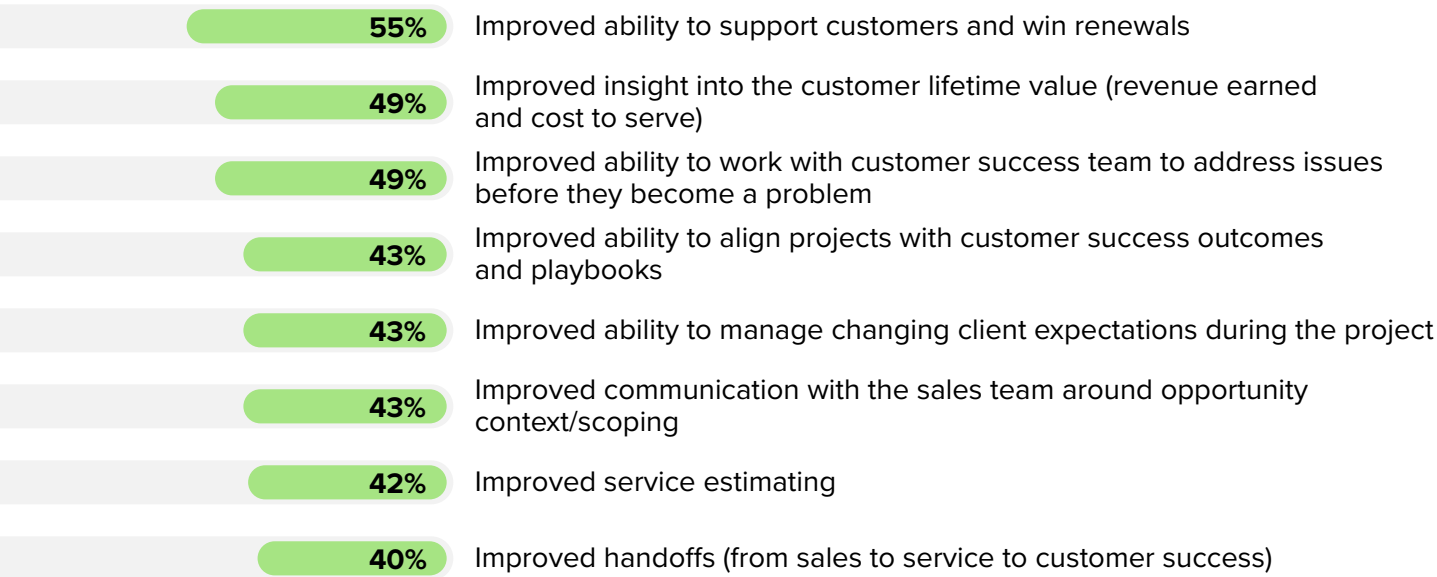 55% Improved ability to support customers and win renewals
49% Improved insight into the customer lifetime value (revenue earned
and cost to serve)
49% Improved ability to work with customer success team to address issues
before they become a problem
43% Improved ability to align projects with customer success outcomes
and playbooks
43% Improved ability to manage changing client expectations during the project
43% Improved communication with the sales team around opportunity
context/scoping
42% Improved service estimating
40% Improved handoffs (from sales to service to customer success)